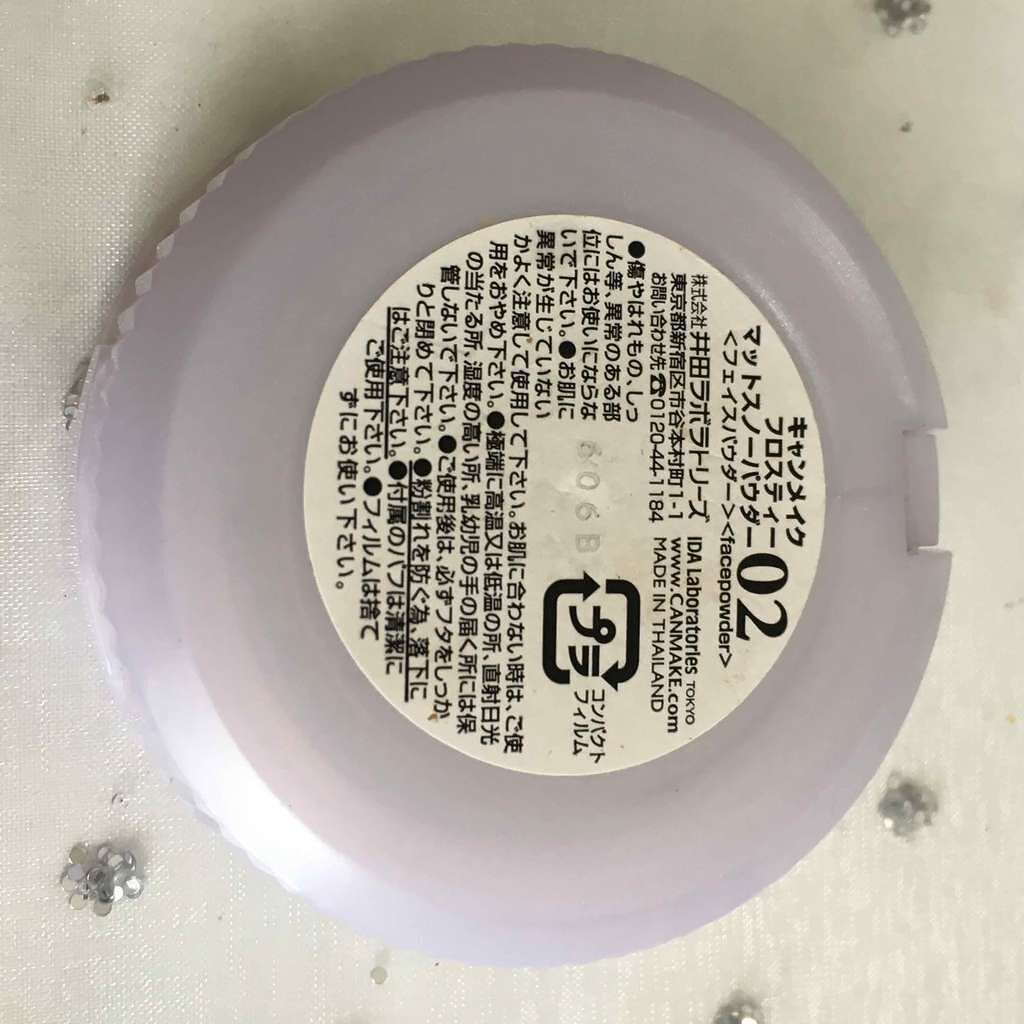 キャンメイク
フロスティー
マットスノーパウダー 02
<フェイスパウダー><facepowder>
株式会社 井田ラボラトリーズ IDA Laboratories TOKYO
東京都新宿区市谷本村町1-1 www.CANMAKE.com
お問い合わせ先☎0120-44-1184 MADE IN THAILAND
●傷やはれもの、しっ
しん等、異常のある部
位にはお使いにならな
いで下さい。●お肌に
異常が生じていない
かよく注意して使用して下さい。お肌に合わない時は、ご使
用をおやめ下さい。●極端に高温又は低温の所、直射日光
の当たる所、湿度の高い所、乳幼児の手の届く所には保
管しないで下さい。●ご使用後は、必ずフタをしっか
りと閉めて下さい。●粉割れを防ぐ為、落下に
はご注意下さい。●付属のパフは清潔に
ご使用下さい。●フィルムは捨て
ずにお使い下さい。
プラ
コンパクト
フィルム